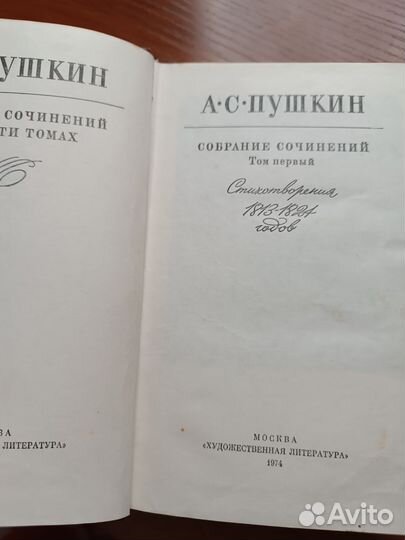 УШКИН
СОЧИНЕНИЙ
ТИ ТОМАХ
ВА
ЛИТЕРАТУРА»
А·С·ПУШКИН
СОБРАНИЕ СОЧИНЕНИЙ
Том первый
Стихотворения
1813-1824
годов
МОСКВА
«ХУДОЖЕСТВЕННАЯ ЛИТЕРАТУРА»
1974
Avito